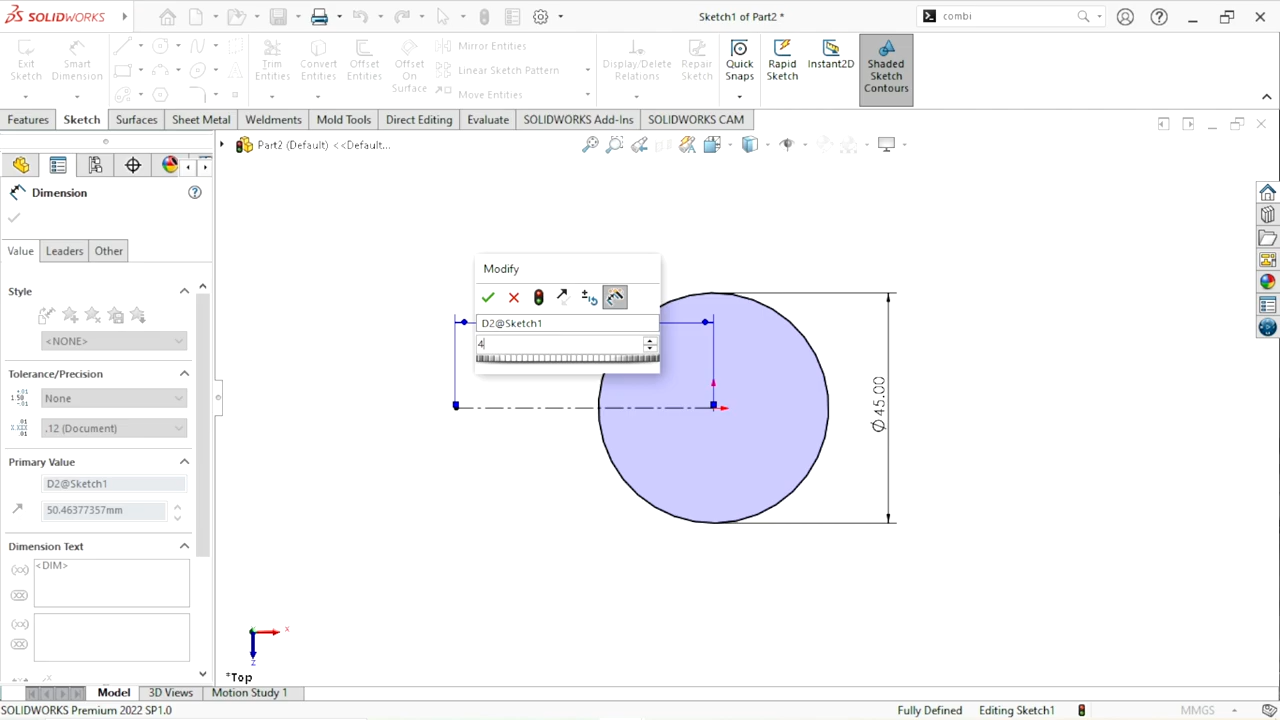 SOLIDWORKS
Sketch1 of Part2 *
combi
Exit Sketch
Smart Dimension
Trim Entities
Convert Entities
Offset Entities
Offset On Surface
Mirror Entities
Linear Sketch Pattern
Move Entities
Display/Delete Relations
Repair Sketch
Quick Snaps
Rapid Sketch
Instant2D
Shaded Sketch Contours
Features
Sketch
Surfaces
Sheet Metal
Weldments
Mold Tools
Direct Editing
Evaluate
SOLIDWORKS Add-Ins
SOLIDWORKS CAM
Part2 (Default) <<Default...
Dimension
Value
Leaders
Other
Style
<NONE>
Tolerance/Precision
None
.12 (Document)
Primary Value
D2@Sketch1
50.46377357mm
Dimension Text
<DIM>
Modify
D2@Sketch1
4
Ø45.00
x
z
*Top
Model
3D Views
Motion Study 1
SOLIDWORKS Premium 2022 SP1.0
Fully Defined
Editing Sketch1
MMGS